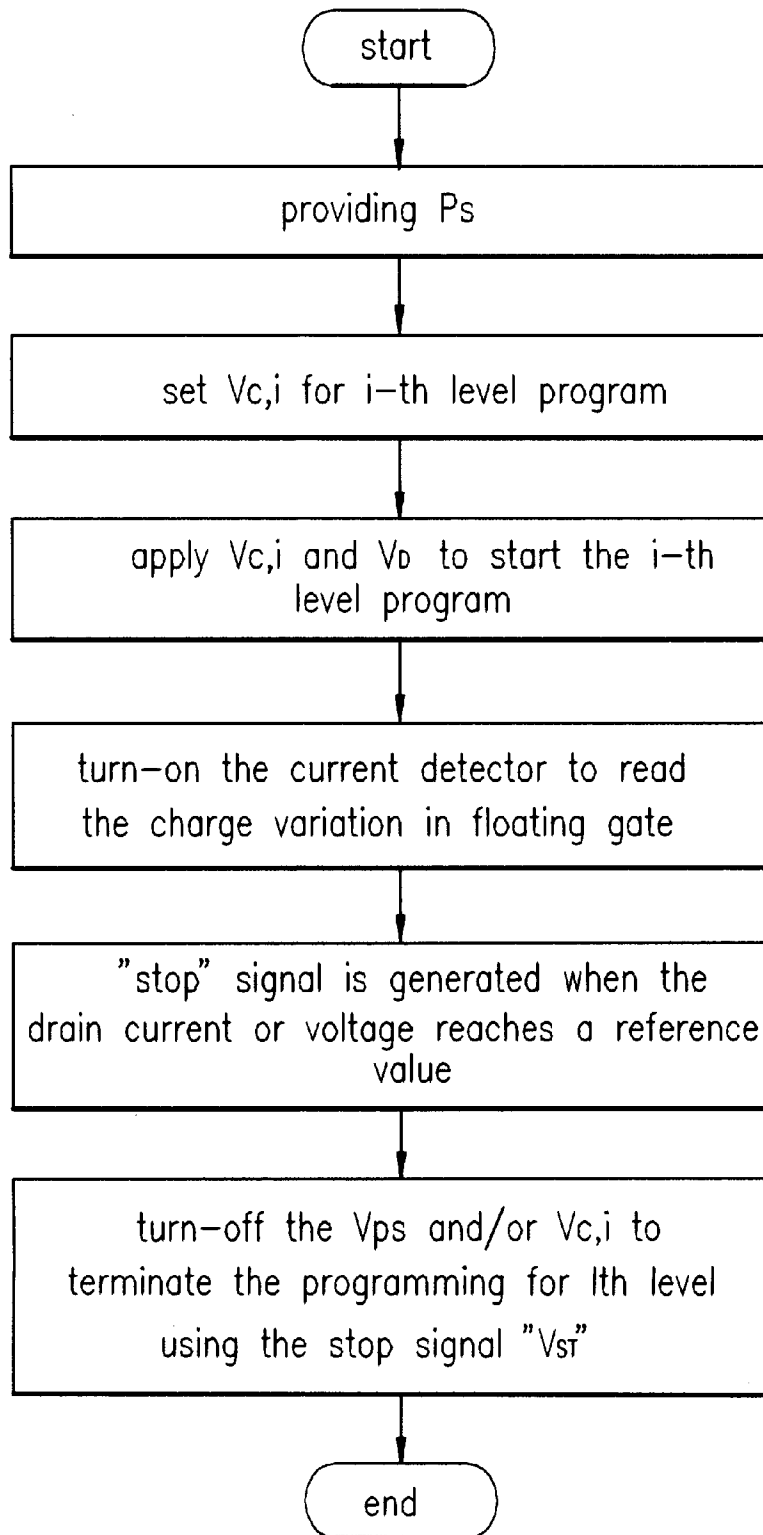 start
providing Ps
set Vc,i for i-th level program
apply Vc,i and VD to start the i-th
level program
turn-on the current detector to read
the charge variation in floating gate
"stop" signal is generated when the
drain current or voltage reaches a reference
value
turn-off the Vps and/or Vc,i to
terminate the programming for Ith level
using the stop signal "VST"
end